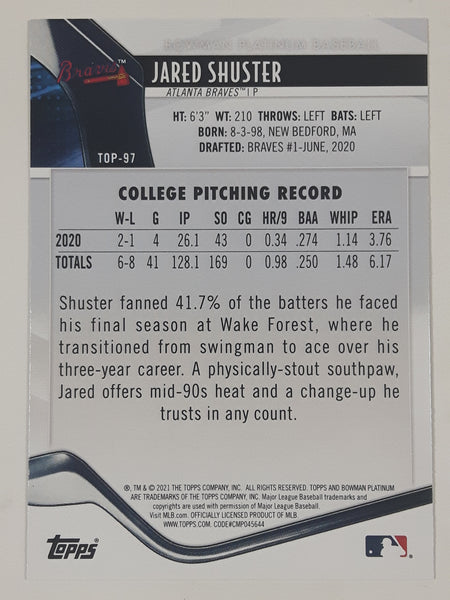 BOWMAN PLATINUM BASEBALL
Braves™
JARED SHUSTER
ATLANTA BRAVES™ | P
HT: 6'3" WT: 210 THROWS: LEFT BATS: LEFT
BORN: 8-3-98, NEW BEDFORD, MA
DRAFTED: BRAVES #1-JUNE, 2020
TOP-97
COLLEGE PITCHING RECORD
W-L G IP SO CG HR/9 BAA WHIP ERA
2020 2-1 4 26.1 43 0 0.34 .274 1.14 3.76
TOTALS 6-8 41 128.1 169 0 0.98 .250 1.48 6.17
Shuster fanned 41.7% of the batters he faced
his final season at Wake Forest, where he
transitioned from swingman to ace over his
three-year career. A physically-stout southpaw,
Jared offers mid-90s heat and a change-up he
trusts in any count.
®, TM & © 2021 THE TOPPS COMPANY, INC. ALL RIGHTS RESERVED. TOPPS AND BOWMAN PLATINUM
ARE TRADEMARKS OF THE TOPPS COMPANY, INC. Major League Baseball trademarks and
copyrights are used with permission of Major League Baseball.
Visit MLB.com. OFFICIALLY LICENSED PRODUCT OF MLB.
WWW.TOPPS.COM. CODE#CMP045644
topps®